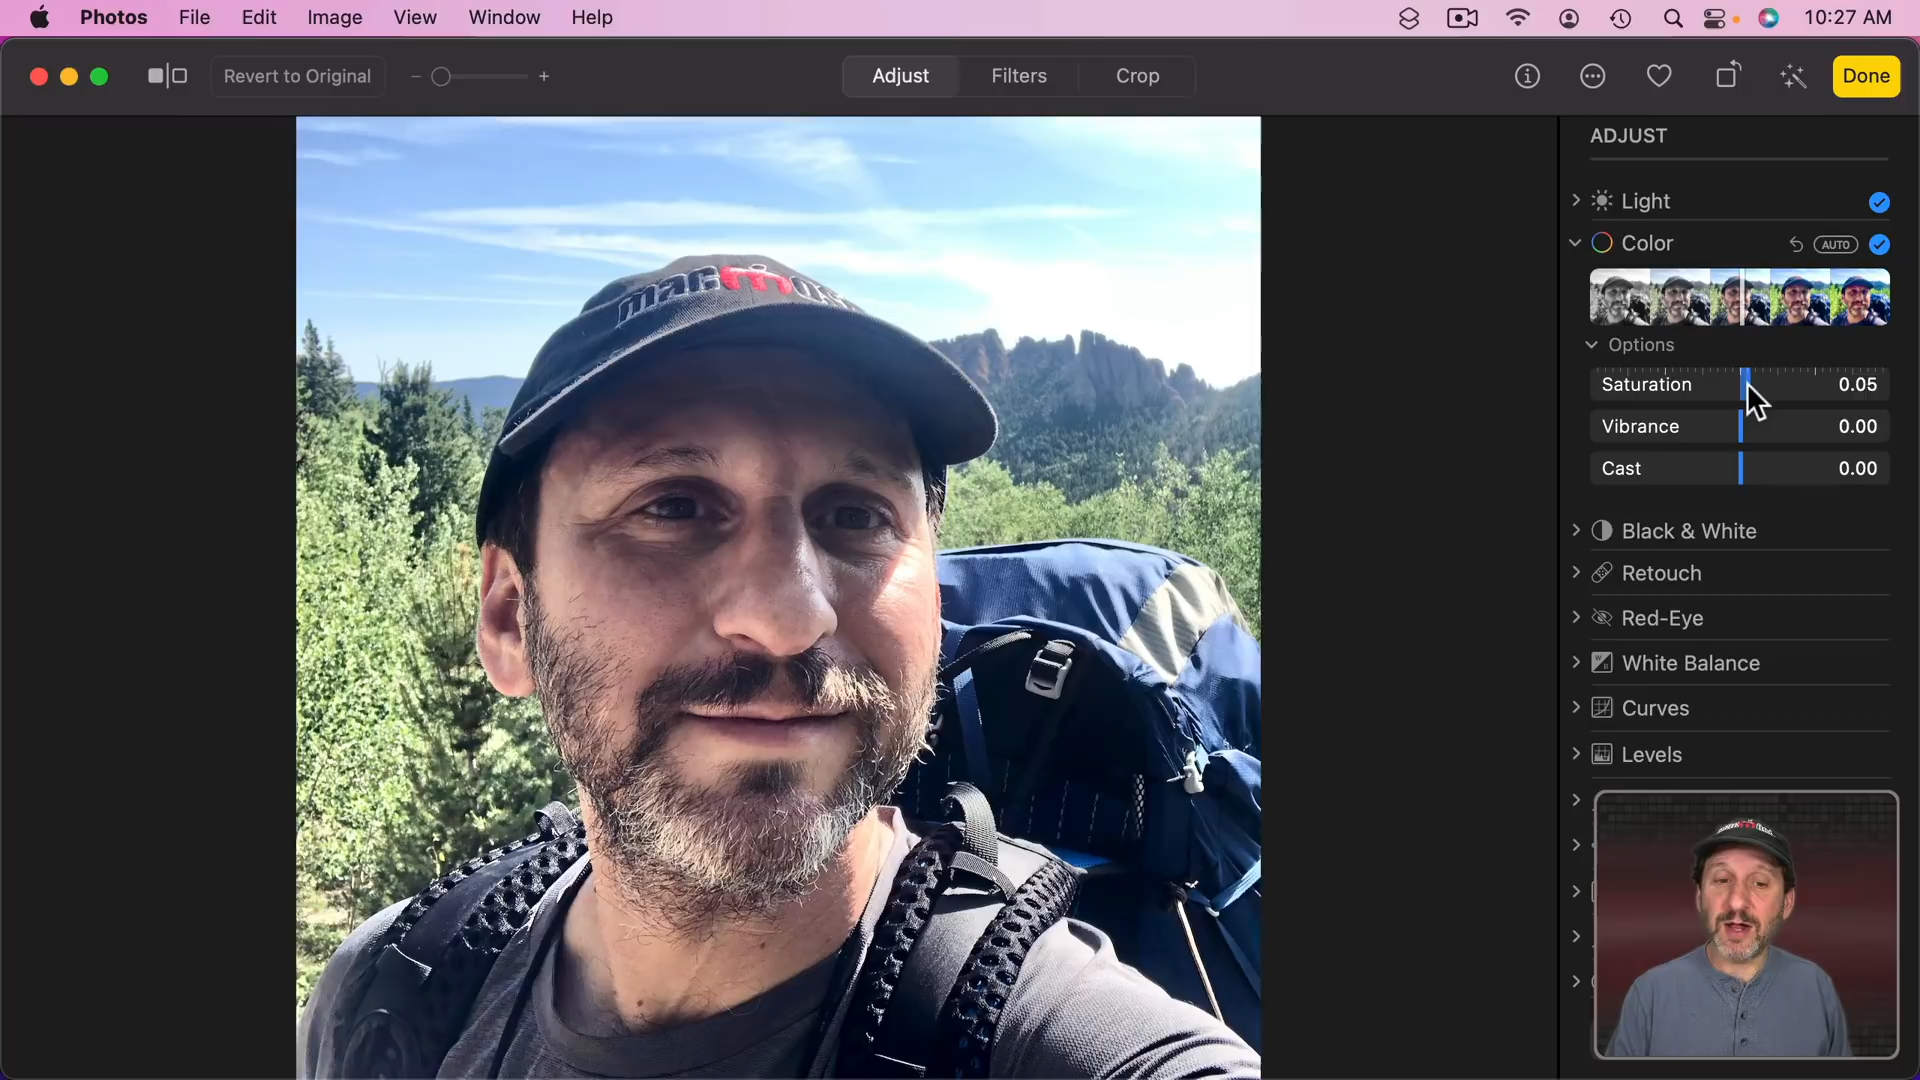 Photos File Edit Image View Window Help 10:27 AM
Revert to Original Adjust Filters Crop Done
ADJUST
Light
Color AUTO
Options
Saturation 0.05
Vibrance 0.00
Cast 0.00
Black & White
Retouch
Red-Eye
White Balance
Curves
Levels